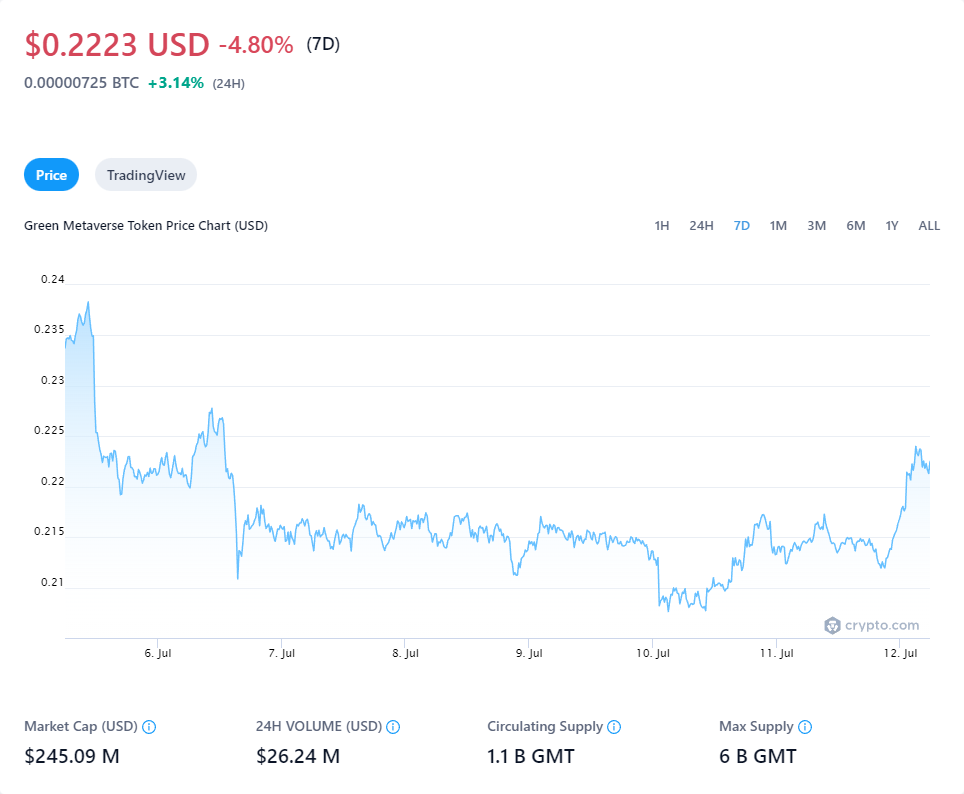 $0.2223 USD -4.80% (7D)
0.00000725 BTC +3.14% (24H)
Price TradingView
Green Metaverse Token Price Chart (USD) 1H 24H 7D 1M 3M 6M 1Y ALL
0.24
0.235
0.23
0.225
0.22
0.215
0.21
crypto.com
6. Jul 7. Jul 8. Jul 9. Jul 10. Jul 11. Jul 12. Jul
Market Cap (USD) 24H VOLUME (USD) Circulating Supply Max Supply
$245.09 M $26.24 M 1.1 B GMT 6 B GMT